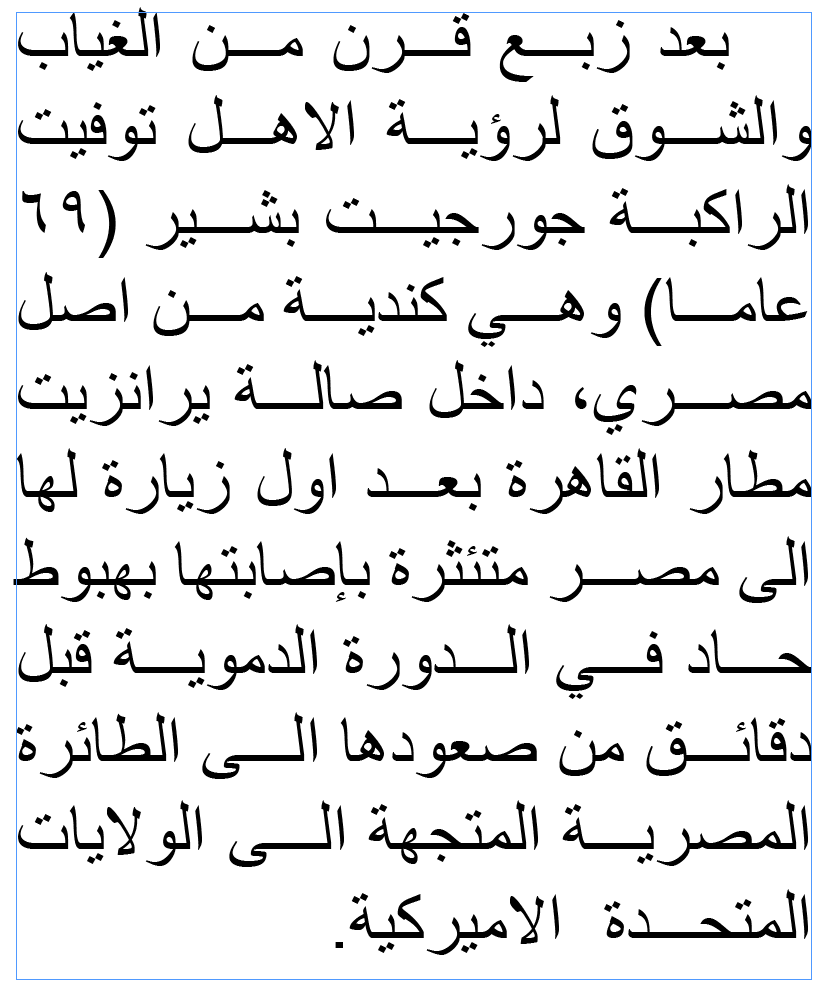 بعد زبع قرن من الغياب
والشوق لرؤية الاهل توفيت
الراكبة جورجيت بشير (٦٩
عاما) وهي كندية من اصل
مصري، داخل صالة يرانزيت
مطار القاهرة بعد اول زيارة لها
الى مصر متئثرة بإصابتها بهبوط
حاد في الدورة الدموية قبل
دقائق من صعودها الى الطائرة
المصرية المتجهة الى الولايات
المتحدة الاميركية.